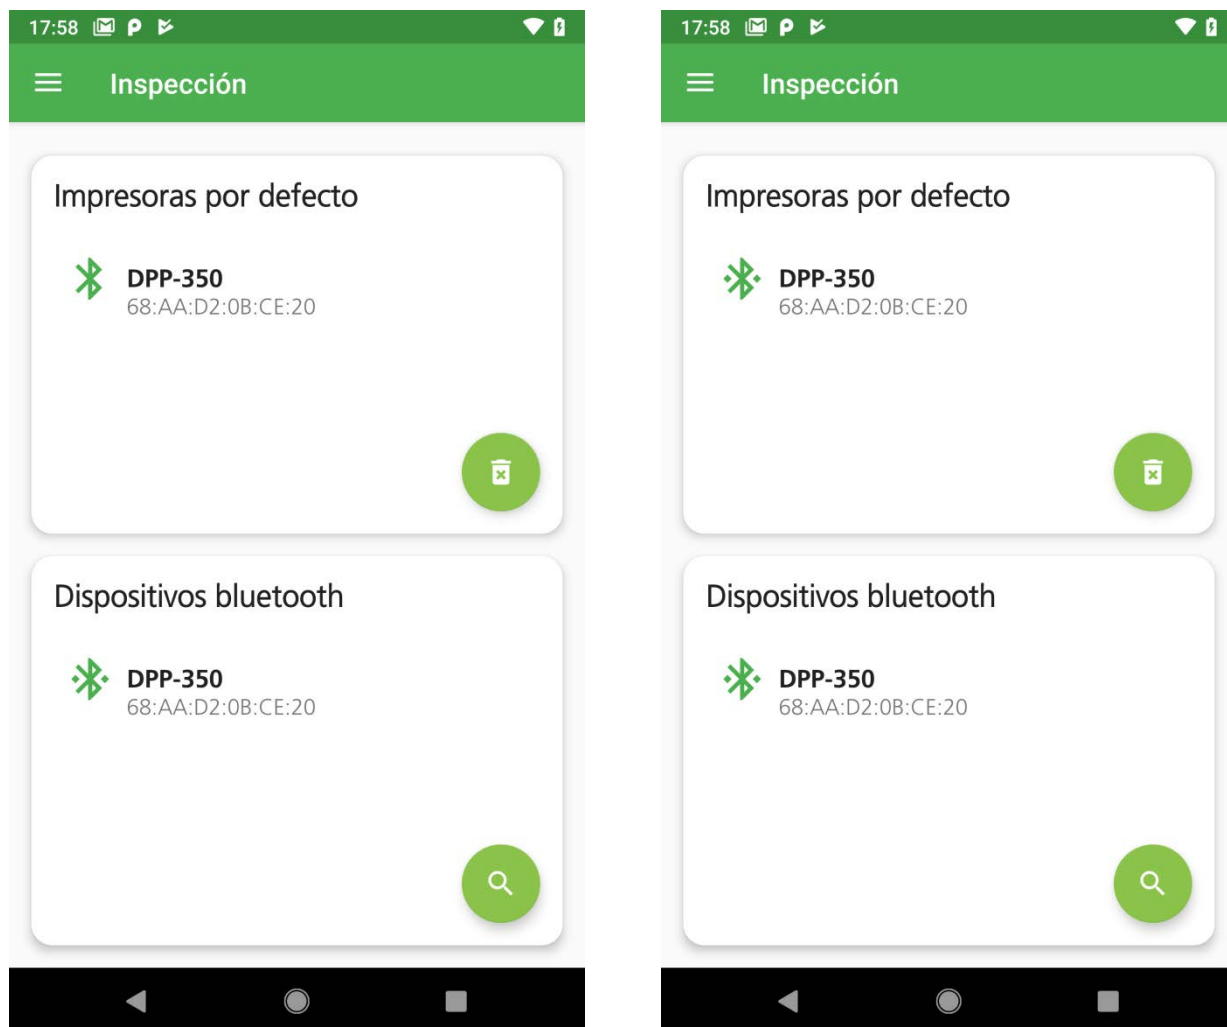 17:58
Inspección
Impresoras por defecto
DPP-350
68:AA:D2:0B:CE:20
Dispositivos bluetooth
DPP-350
68:AA:D2:0B:CE:20
17:58
Inspección
Impresoras por defecto
DPP-350
68:AA:D2:0B:CE:20
Dispositivos bluetooth
DPP-350
68:AA:D2:0B:CE:20